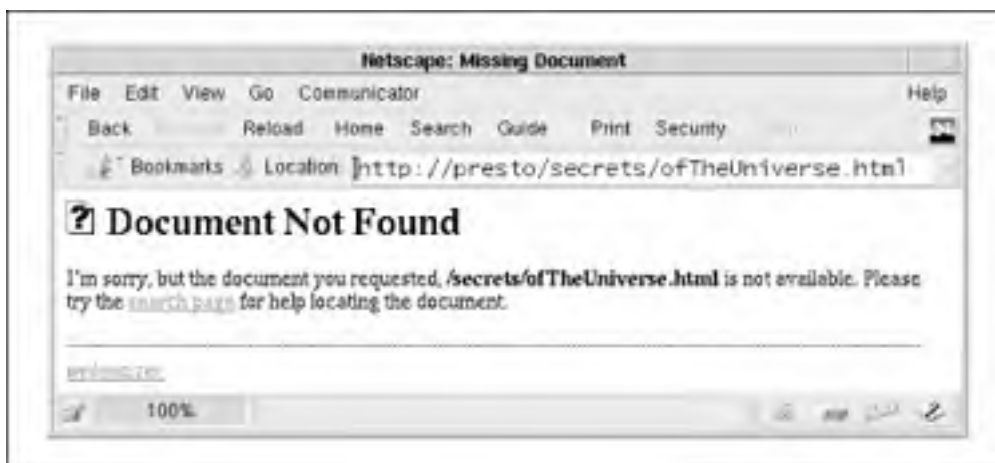 Netscape: Missing Document
File Edit View Go Communicator Help
Back Reload Home Search Guide Print Security
Bookmarks Location http://presto/secrets/ofTheUniverse.html
? Document Not Found
I'm sorry, but the document you requested, /secrets/ofTheUniverse.html is not available. Please
try the search page for help locating the document.
webmaster
100%